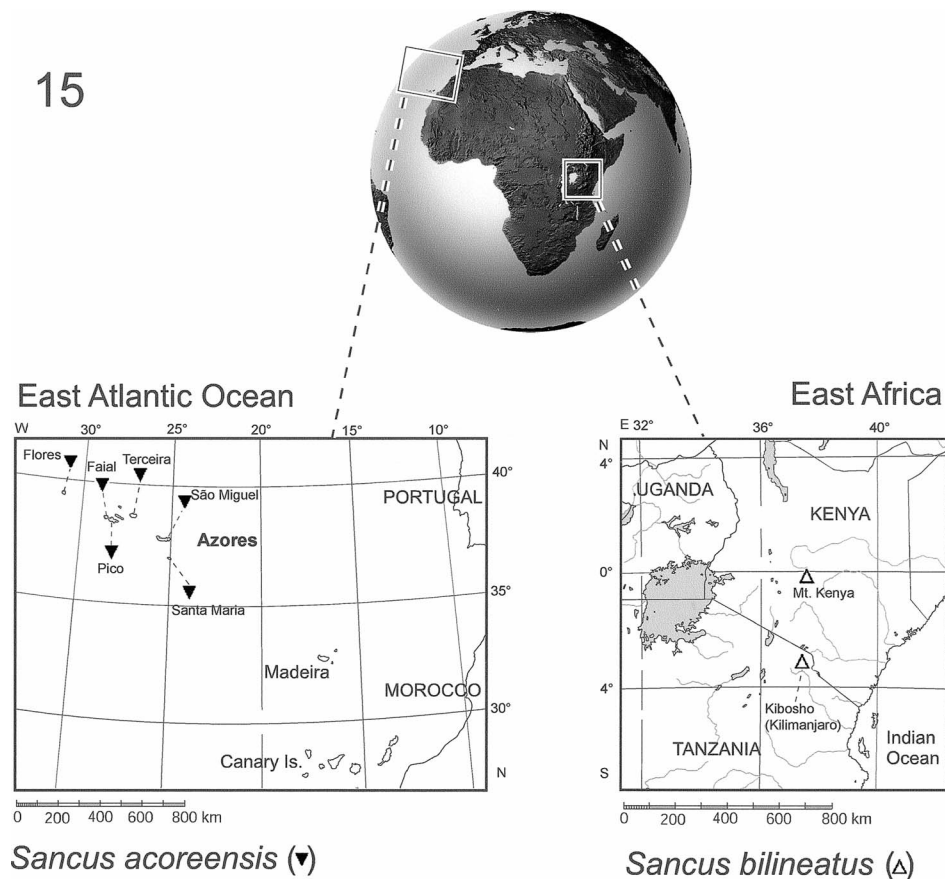 15
East Atlantic Ocean
W 30° 25° 20° 15° 10°
Flores
Faial
Terceira
São Miguel
40°
PORTUGAL
Azores
Pico
Santa Maria
35°
Madeira
MOROCCO
30°
Canary Is.
N
0 200 400 600 800 km
Sancus acoreensis (▼)
East Africa
E 32° 36° 40°
N
4°
UGANDA
KENYA
0°
Mt. Kenya
4°
Kibosho
(Kilimanjaro)
TANZANIA
Indian
Ocean
S
0 200 400 600 800 km
Sancus bilineatus (△)